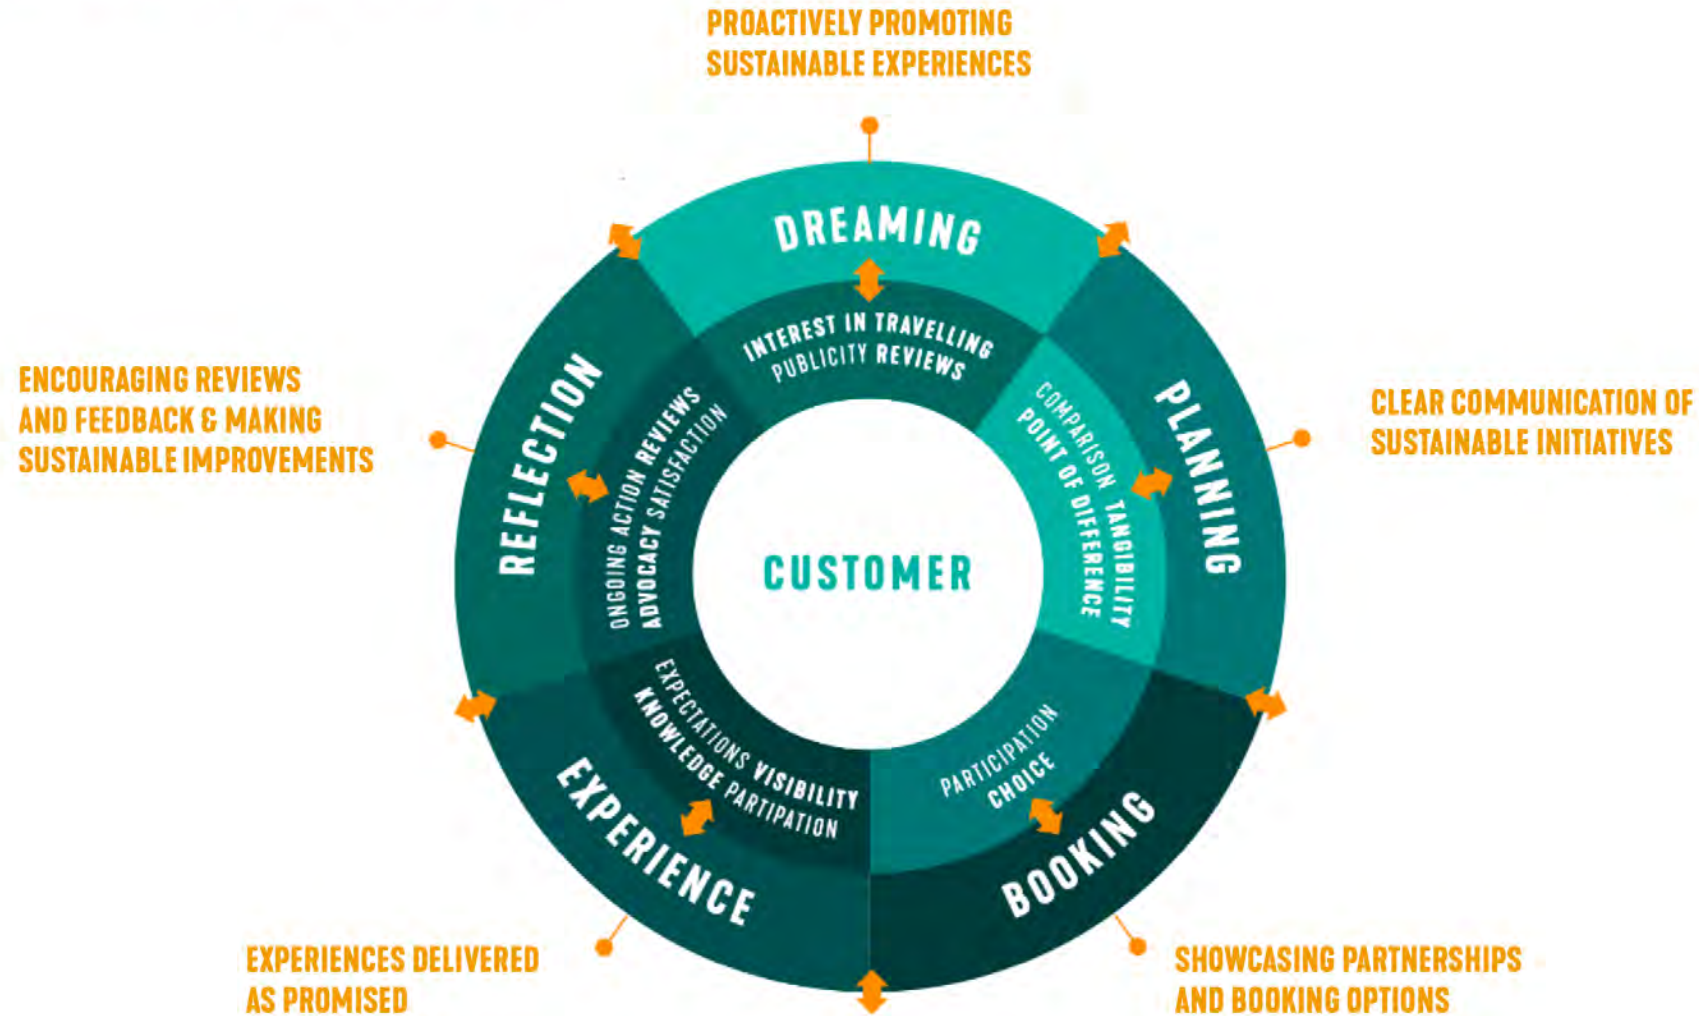 PROACTIVELY PROMOTING
SUSTAINABLE EXPERIENCES
DREAMING
INTEREST IN TRAVELLING
PUBLICITY REVIEWS
PLANNING
COMPARISON TANGIBILITY
POINT OF DIFFERENCE
CLEAR COMMUNICATION OF
SUSTAINABLE INITIATIVES
BOOKING
PARTICIPATION
CHOICE
SHOWCASING PARTNERSHIPS
AND BOOKING OPTIONS
EXPERIENCE
EXPECTATIONS VISIBILITY
KNOWLEDGE PARTIPATION
EXPERIENCES DELIVERED
AS PROMISED
REFLECTION
ONGOING ACTION REVIEWS
ADVOCACY SATISFACTION
ENCOURAGING REVIEWS
AND FEEDBACK & MAKING
SUSTAINABLE IMPROVEMENTS
CUSTOMER